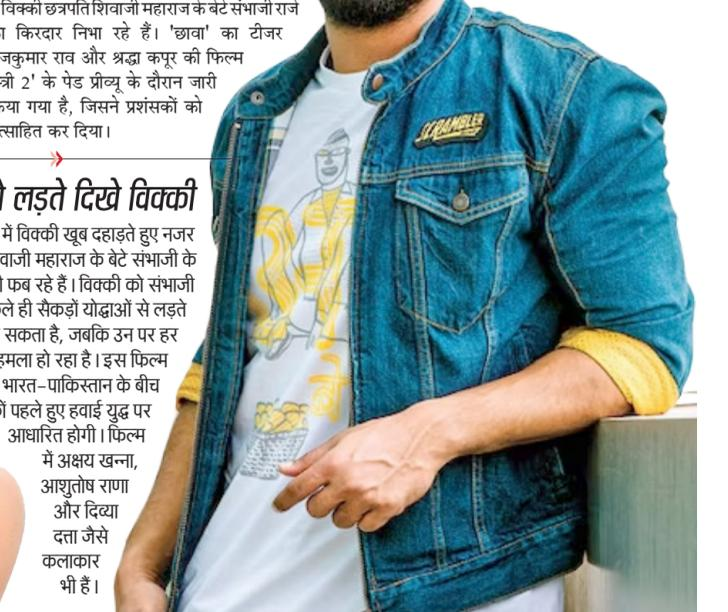 विक्की छत्रपति शिवाजी महाराज के बेटे संभाजी राजे
किरदार निभा रहे हैं। 'छावा' का टीजर
जकुमार राव और श्रद्धा कपूर की फिल्म
त्री 2' के पेड प्रीव्यू के दौरान जारी
कया गया है, जिसने प्रशंसकों को
त्साहित कर दिया।
लड़ते दिखे विक्की
में विक्की खूब दहाड़ते हुए नजर
वाजी महाराज के बेटे संभाजी के
फब रहे हैं। विक्की को संभाजी
ले ही सैकड़ों योद्धाओं से लड़ते
सकता है, जबकि उन पर हर
हमला हो रहा है। इस फिल्म
भारत-पाकिस्तान के बीच
पहले हुए हवाई युद्ध पर
आधारित होगी। फिल्म
में अक्षय खन्ना,
आशुतोष राणा
और दिव्या
दत्ता जैसे
कलाकार
भी हैं।
SCRAMBLER